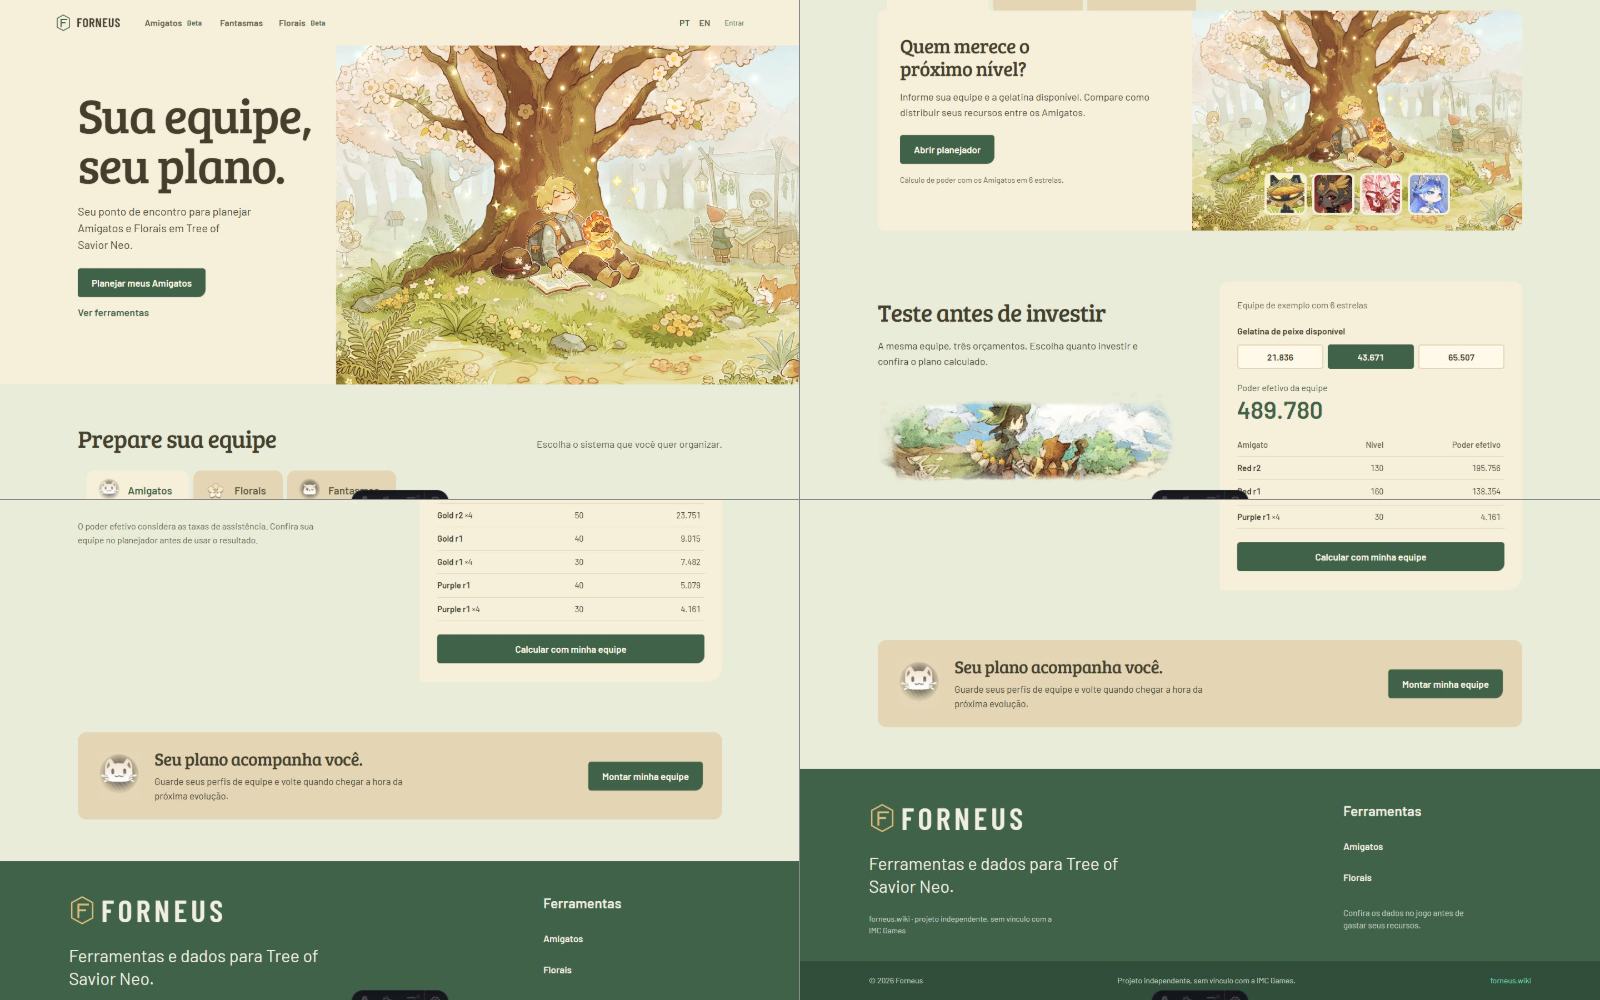 FORNEUS
Amigatos Beta
Fantasmas
Florais Beta
PT EN
Entrar
Sua equipe,
seu plano.
Seu ponto de encontro para planejar
Amigatos e Florais em Tree of
Savior Neo.
Planejar meus Amigatos
Ver ferramentas
Prepare sua equipe
Escolha o sistema que você quer organizar.
Amigatos
Florais
Fantasmas
Quem merece o
próximo nível?
Informe sua equipe e a gelatina disponível. Compare como
distribuir seus recursos entre os Amigatos.
Abrir planejador
Cálculo de poder com os Amigatos em 6 estrelas.
Teste antes de investir
A mesma equipe, três orçamentos. Escolha quanto investir e
confira o plano calculado.
Equipe de exemplo com 6 estrelas
Gelatina de peixe disponível
21.836
43.671
65.507
Poder efetivo da equipe
489.780
Amigato Nível Poder efetivo
Red r2 130 195.756
Red r1 160 138.354
O poder efetivo considera as taxas de assistência. Confira sua
equipe no planejador antes de usar o resultado.
Gold r2 ×4 50 23.751
Gold r1 40 9.015
Gold r1 ×4 30 7.482
Purple r1 40 5.079
Purple r1 ×4 30 4.161
Calcular com minha equipe
Seu plano acompanha você.
Guarde seus perfis de equipe e volte quando chegar a hora da
próxima evolução.
Montar minha equipe
FORNEUS
Ferramentas e dados para Tree of
Savior Neo.
Ferramentas
Amigatos
Florais
Purple r1 ×4 30 4.161
Calcular com minha equipe
Seu plano acompanha você.
Guarde seus perfis de equipe e volte quando chegar a hora da
próxima evolução.
Montar minha equipe
FORNEUS
Ferramentas e dados para Tree of
Savior Neo.
forneus.wiki · projeto independente, sem vínculo com a
IMC Games
Ferramentas
Amigatos
Florais
Confira os dados no jogo antes de
gastar seus recursos.
© 2026 Forneus
Projeto independente, sem vínculo com a IMC Games.
forneus.wiki